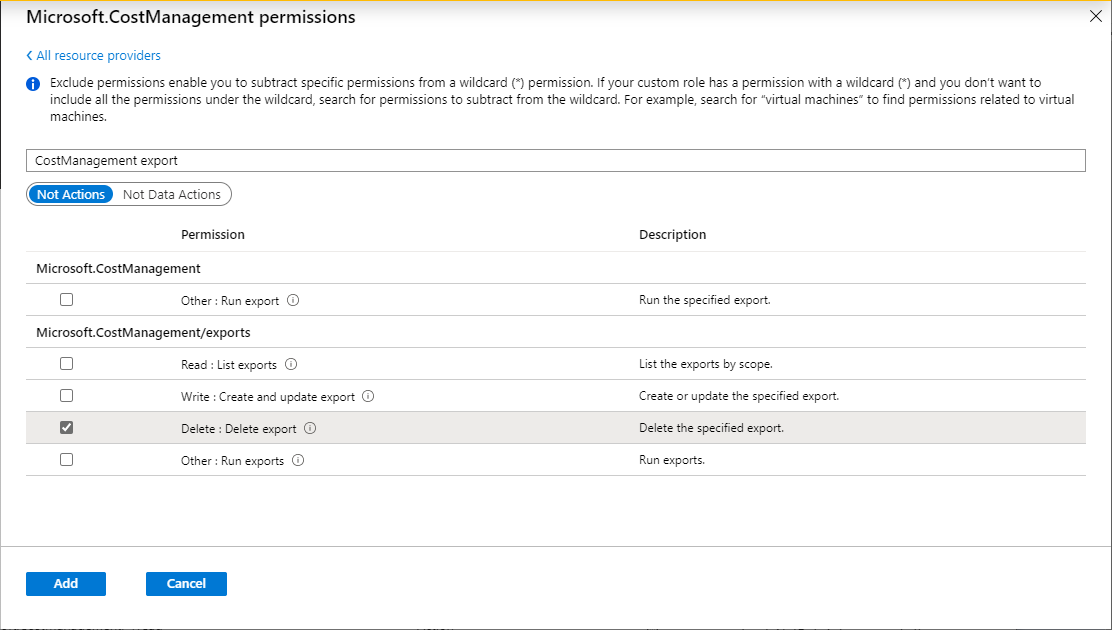 Microsoft.CostManagement permissions
All resource providers
Exclude permissions enable you to subtract specific permissions from a wildcard (*) permission. If your custom role has a permission with a wildcard (*) and you don't want to
include all the permissions under the wildcard, search for permissions to subtract from the wildcard. For example, search for "virtual machines" to find permissions related to virtual
machines.
CostManagement export
Not Actions Not Data Actions
Permission Description
Microsoft.CostManagement
Other : Run export Run the specified export.
Microsoft.CostManagement/exports
Read : List exports List the exports by scope.
Write : Create and update export Create or update the specified export.
Delete : Delete export Delete the specified export.
Other : Run exports Run exports.
Add Cancel